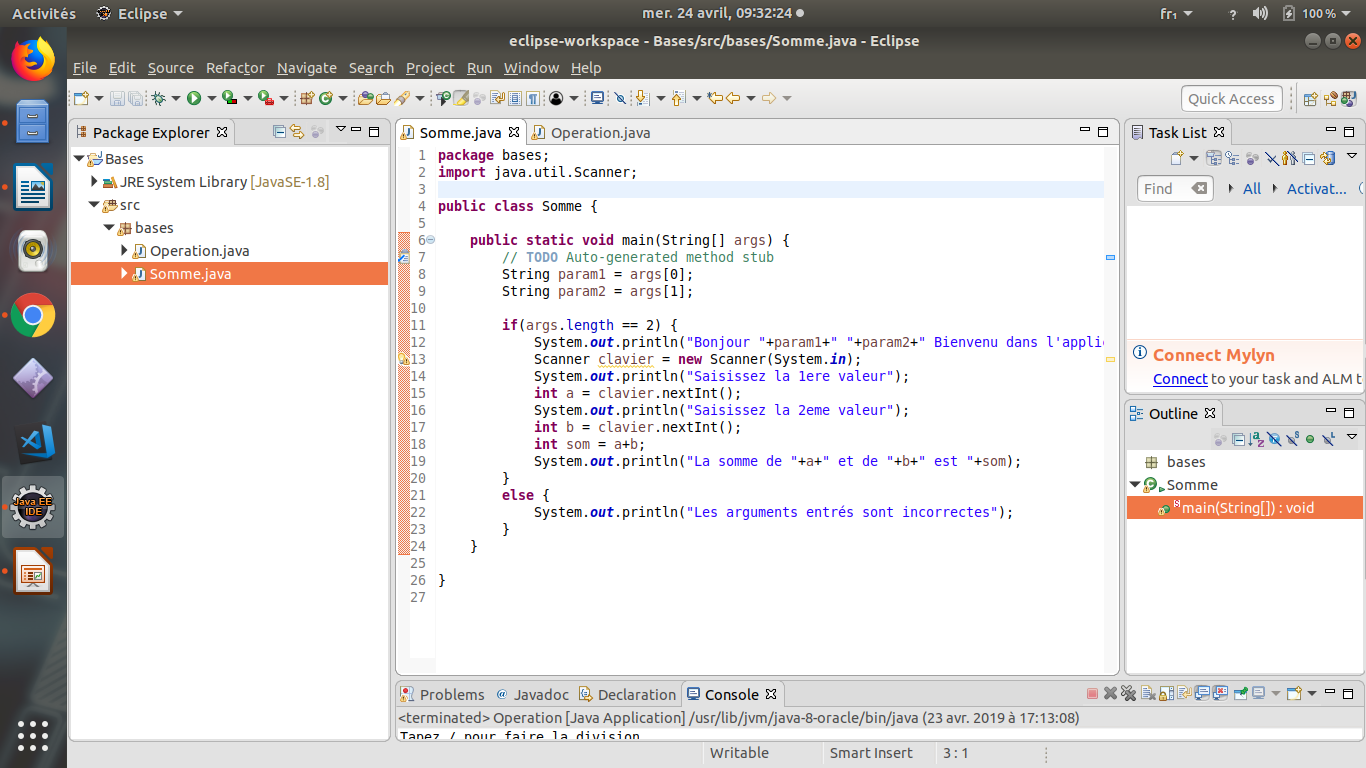 Activités Eclipse mer. 24 avril, 09:32:24 fr₁ ? 100 %
eclipse-workspace - Bases/src/bases/Somme.java - Eclipse
File Edit Source Refactor Navigate Search Project Run Window Help
Quick Access
Package Explorer
Bases
JRE System Library [JavaSE-1.8]
src
bases
Operation.java
Somme.java
Somme.java Operation.java
1 package bases;
2 import java.util.Scanner;
3
4 public class Somme {
5
6 public static void main(String[] args) {
7 // TODO Auto-generated method stub
8 String param1 = args[0];
9 String param2 = args[1];
10
11 if(args.length == 2) {
12 System.out.println("Bonjour "+param1+" "+param2+" Bienvenu dans l'appli
13 Scanner clavier = new Scanner(System.in);
14 System.out.println("Saisissez la 1ere valeur");
15 int a = clavier.nextInt();
16 System.out.println("Saisissez la 2eme valeur");
17 int b = clavier.nextInt();
18 int som = a+b;
19 System.out.println("La somme de "+a+" et de "+b+" est "+som);
20 }
21 else {
22 System.out.println("Les arguments entrés sont incorrectes");
23 }
24 }
25
26 }
27
Task List
Find All Activat...
Connect Mylyn
Connect to your task and ALM t
Outline
bases
Somme
main(String[]) : void
Problems Javadoc Declaration Console
<terminated> Operation [Java Application] /usr/lib/jvm/java-8-oracle/bin/java (23 avr. 2019 à 17:13:08)
Tapez / pour faire la division
Writable Smart Insert 3 : 1
Java EE
IDE